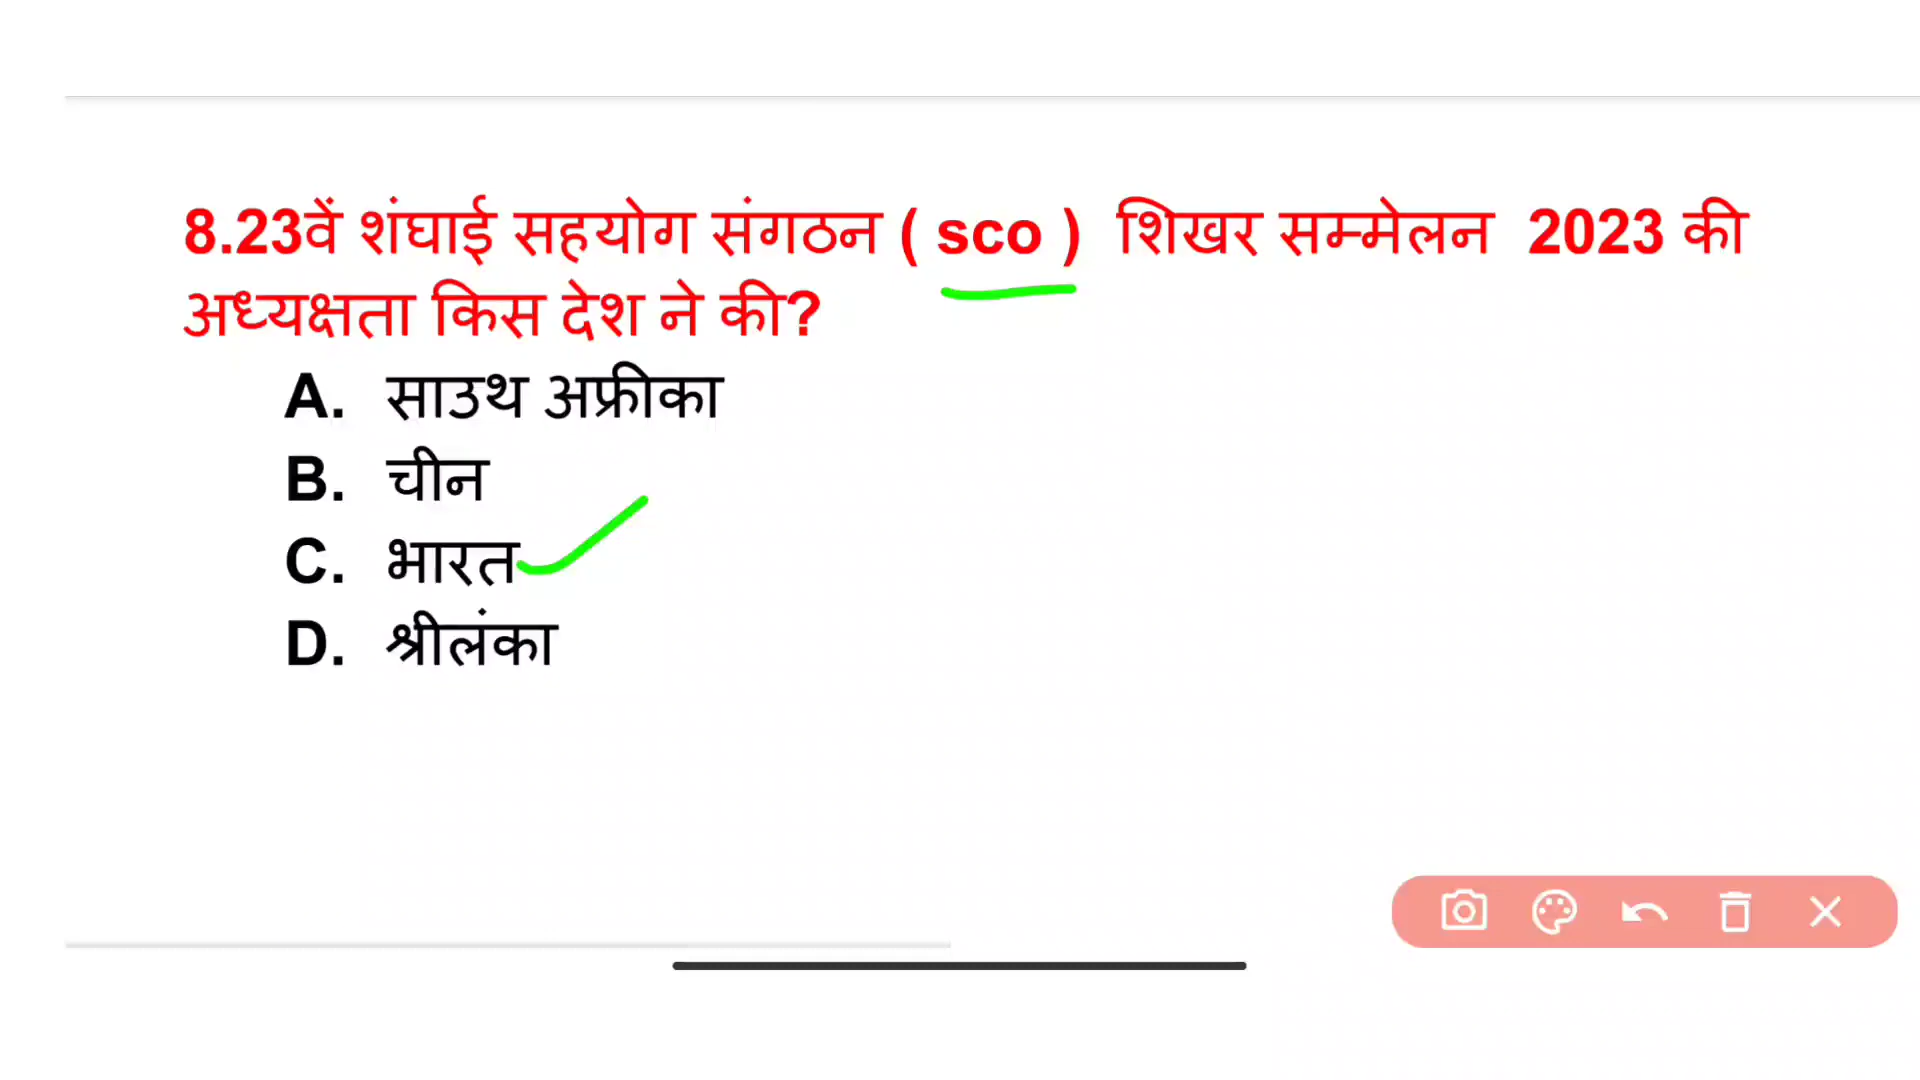 8.23वें शंघाई सहयोग संगठन ( sco ) शिखर सम्मेलन 2023 की
अध्यक्षता किस देश ने की?
A. साउथ अफ्रीका
B. चीन
C. भारत
D. श्रीलंका